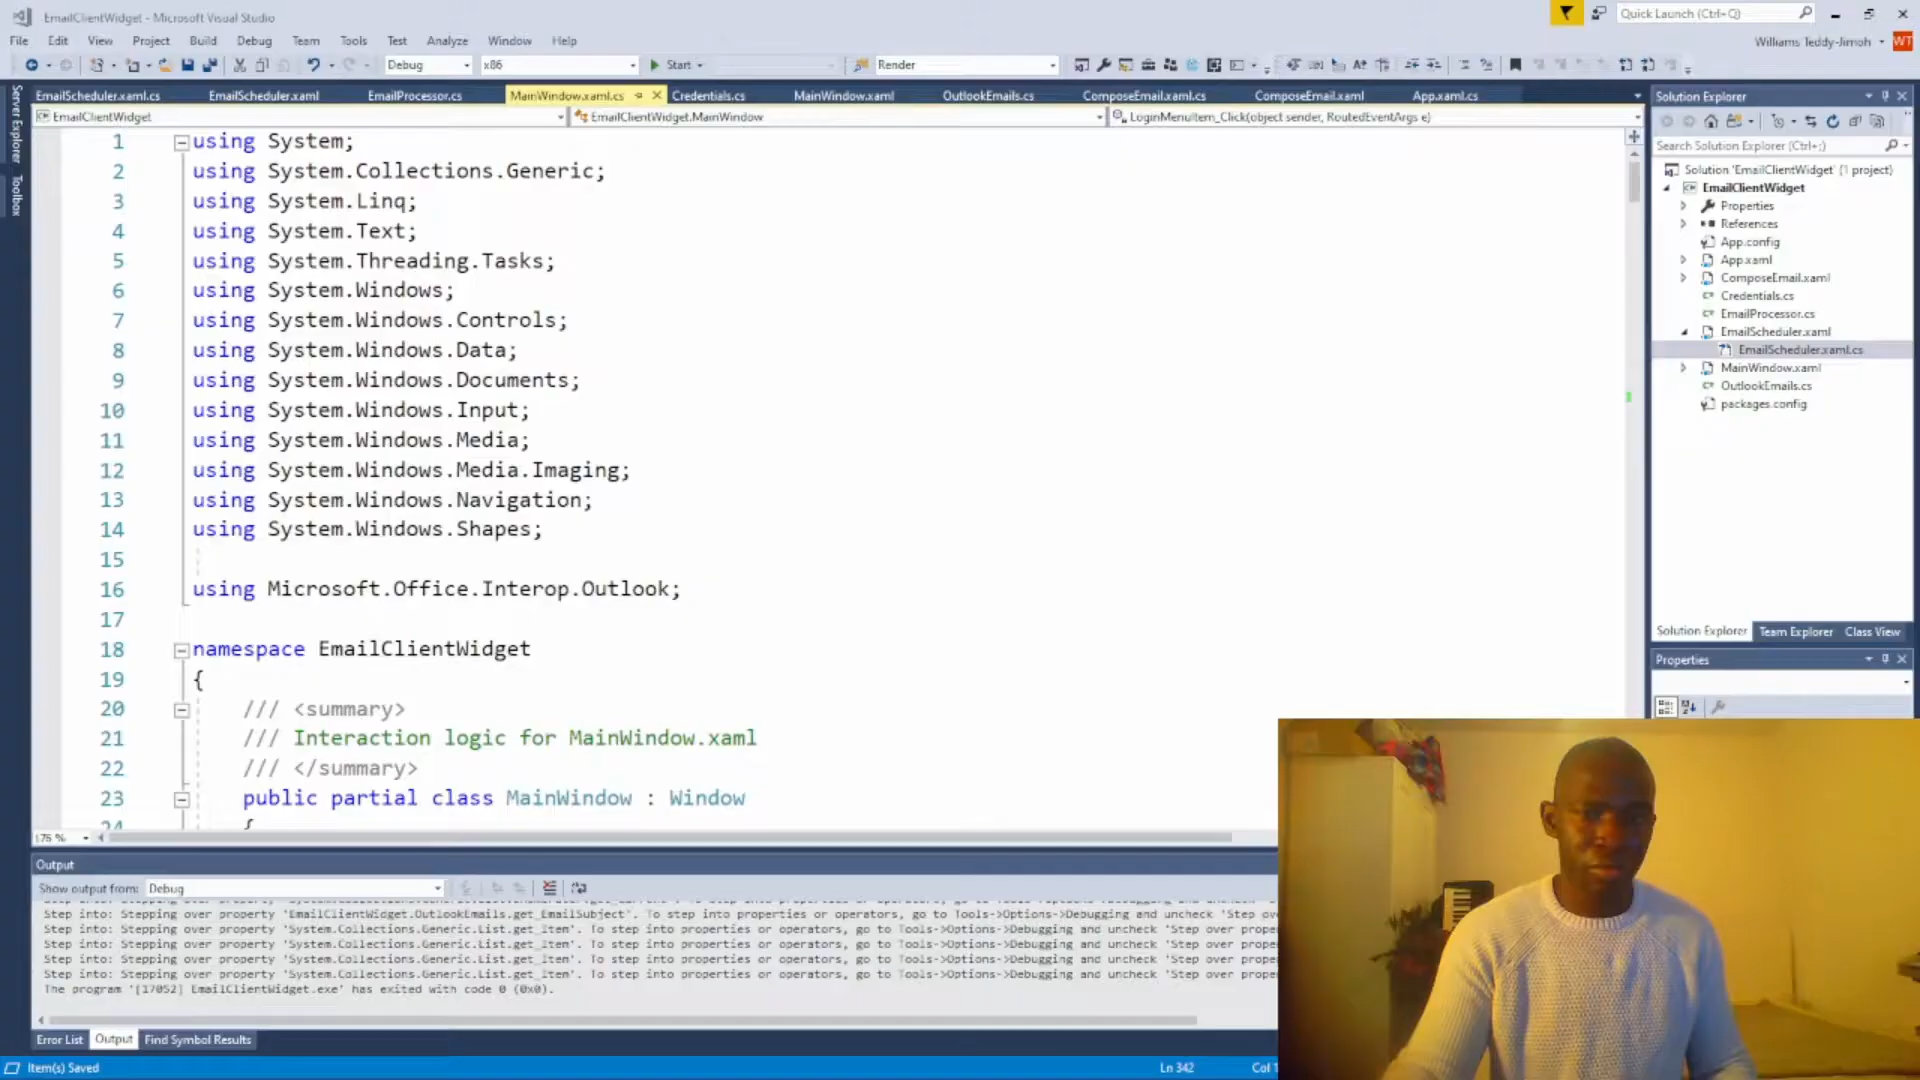 EmailClientWidget - Microsoft Visual Studio
Quick Launch (Ctrl+Q)
File Edit View Project Build Debug Team Tools Test Analyze Window Help
Williams Teddy-Jimoh WT
Debug x86 Start Render
Server Explorer
Toolbox
EmailScheduler.xaml.cs EmailScheduler.xaml EmailProcessor.cs MainWindow.xaml.cs Credentials.cs MainWindow.xaml OutlookEmails.cs ComposeEmail.xaml.cs ComposeEmail.xaml App.xaml.cs
EmailClientWidget EmailClientWidget.MainWindow LoginMenuItem_Click(object sender, RoutedEventArgs e)
1 using System;
2 using System.Collections.Generic;
3 using System.Linq;
4 using System.Text;
5 using System.Threading.Tasks;
6 using System.Windows;
7 using System.Windows.Controls;
8 using System.Windows.Data;
9 using System.Windows.Documents;
10 using System.Windows.Input;
11 using System.Windows.Media;
12 using System.Windows.Media.Imaging;
13 using System.Windows.Navigation;
14 using System.Windows.Shapes;
15
16 using Microsoft.Office.Interop.Outlook;
17
18 namespace EmailClientWidget
19 {
20 /// <summary>
21 /// Interaction logic for MainWindow.xaml
22 /// </summary>
23 public partial class MainWindow : Window
24 {
175 %
Solution Explorer
Search Solution Explorer (Ctrl+;)
Solution 'EmailClientWidget' (1 project)
EmailClientWidget
Properties
References
App.config
App.xaml
ComposeEmail.xaml
Credentials.cs
EmailProcessor.cs
EmailScheduler.xaml
EmailScheduler.xaml.cs
MainWindow.xaml
OutlookEmails.cs
packages.config
Solution Explorer Team Explorer Class View
Properties
Output
Show output from: Debug
Step into: Stepping over property 'EmailClientWidget.OutlookEmails.get_EmailSubject'. To step into properties or operators, go to Tools->Options->Debugging and uncheck 'Step ov
Step into: Stepping over property 'System.Collections.Generic.List.get_Item'. To step into properties or operators, go to Tools->Options->Debugging and uncheck 'Step over prope
Step into: Stepping over property 'System.Collections.Generic.List.get_Item'. To step into properties or operators, go to Tools->Options->Debugging and uncheck 'Step over prope
Step into: Stepping over property 'System.Collections.Generic.List.get_Item'. To step into properties or operators, go to Tools->Options->Debugging and uncheck 'Step over prope
Step into: Stepping over property 'System.Collections.Generic.List.get_Item'. To step into properties or operators, go to Tools->Options->Debugging and uncheck 'Step over prope
The program '[17052] EmailClientWidget.exe' has exited with code 0 (0x0).
Error List Output Find Symbol Results
Item(s) Saved Ln 342 Col 1